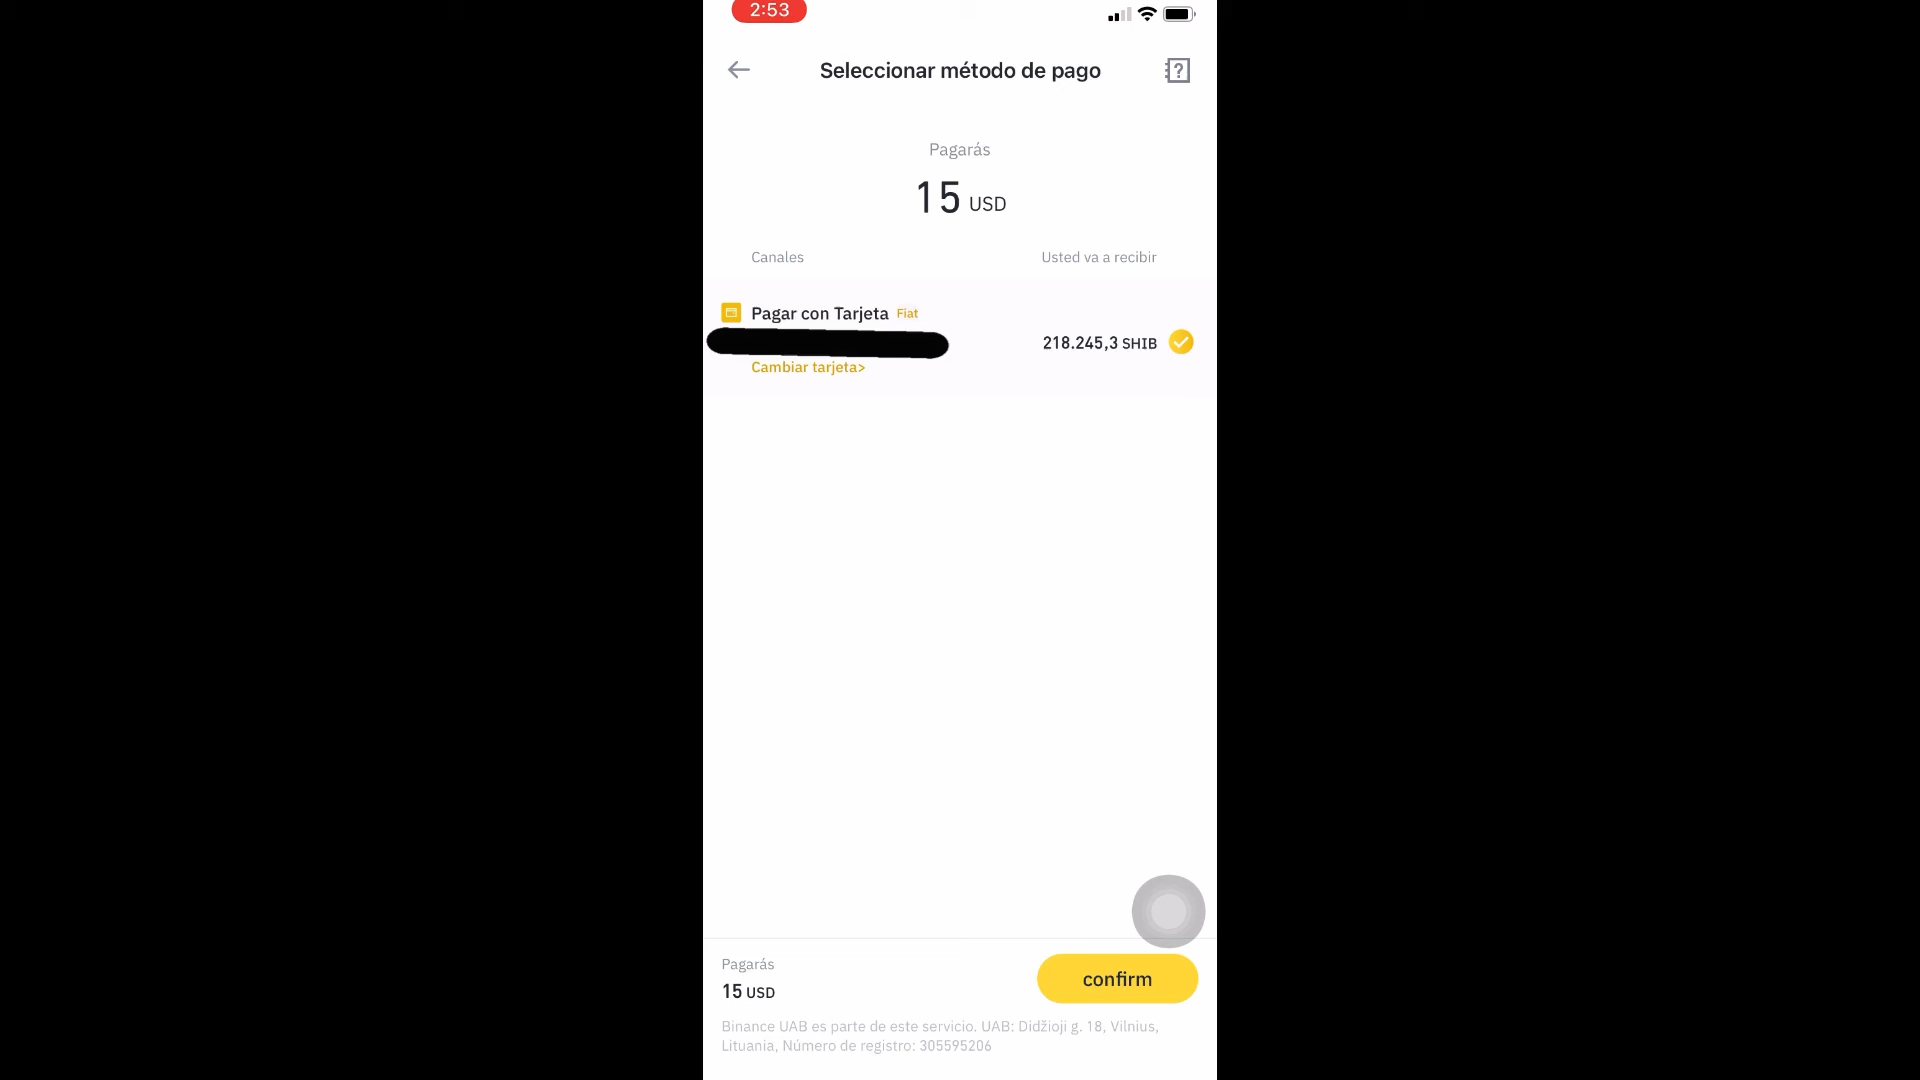 2:53
Seleccionar método de pago
Pagarás
15 USD
Canales
Usted va a recibir
Pagar con Tarjeta Fiat
218.245,3 SHIB
Cambiar tarjeta>
Pagarás
15 USD
confirm
Binance UAB es parte de este servicio. UAB: Didžioji g. 18, Vilnius,
Lituania, Número de registro: 305595206